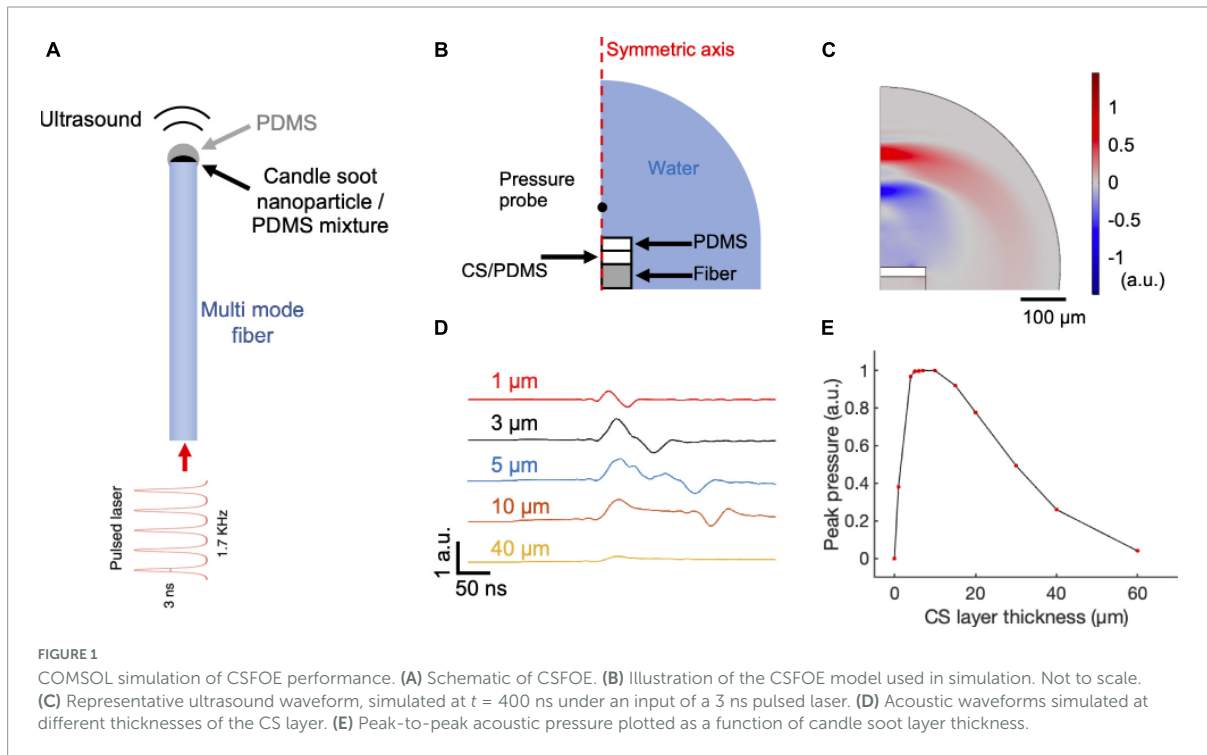 A
Ultrasound
PDMS
Candle soot
nanoparticle /
PDMS mixture
Multi mode
fiber
Pulsed laser
1.7 KHz
3 ns
B
Symmetric axis
Water
Pressure
probe
PDMS
CS/PDMS
Fiber
C
1
0.5
0
-0.5
-1
(a.u.)
100 µm
D
1 µm
3 µm
5 µm
10 µm
40 µm
1 a.u.
50 ns
E
Peak pressure (a.u.)
1
0.8
0.6
0.4
0.2
0
0
20
40
60
CS layer thickness (µm)
FIGURE 1
COMSOL simulation of CSFOE performance. (A) Schematic of CSFOE. (B) Illustration of the CSFOE model used in simulation. Not to scale.
(C) Representative ultrasound waveform, simulated at t = 400 ns under an input of a 3 ns pulsed laser. (D) Acoustic waveforms simulated at
different thicknesses of the CS layer. (E) Peak-to-peak acoustic pressure plotted as a function of candle soot layer thickness.